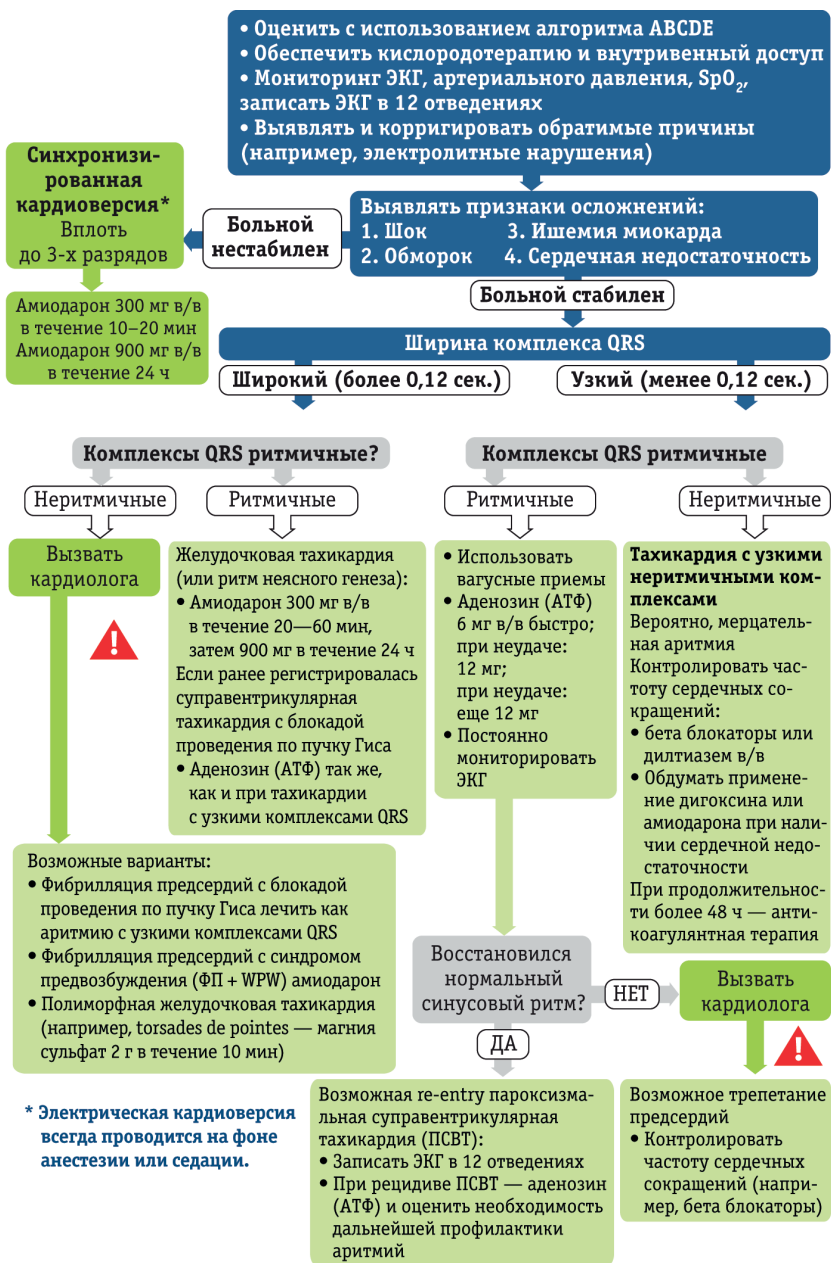 • Оценить с использованием алгоритма ABCDE
• Обеспечить кислородотерапию и внутривенный доступ
• Мониторинг ЭКГ, артериального давления, SpO₂,
записать ЭКГ в 12 отведениях
• Выявлять и корригировать обратимые причины
(например, электролитные нарушения)
Синхронизи-
рованная
кардиоверсия*
Вплоть
до 3-х разрядов
Больной
нестабилен
Выявлять признаки осложнений:
1. Шок 3. Ишемия миокарда
2. Обморок 4. Сердечная недостаточность
Амиодарон 300 мг в/в
в течение 10–20 мин
Амиодарон 900 мг в/в
в течение 24 ч
Больной стабилен
Ширина комплекса QRS
Широкий (более 0,12 сек.)
Узкий (менее 0,12 сек.)
Комплексы QRS ритмичные?
Неритмичные
Ритмичные
Вызвать
кардиолога
Желудочковая тахикардия
(или ритм неясного генеза):
• Амиодарон 300 мг в/в
в течение 20—60 мин,
затем 900 мг в течение 24 ч
Если ранее регистрировалась
суправентрикулярная
тахикардия с блокадой
проведения по пучку Гиса
• Аденозин (АТФ) так же,
как и при тахикардии
с узкими комплексами QRS
Возможные варианты:
• Фибрилляция предсердий с блокадой
проведения по пучку Гиса лечить как
аритмию с узкими комплексами QRS
• Фибрилляция предсердий с синдромом
предвозбуждения (ФП + WPW) амиодарон
• Полиморфная желудочковая тахикардия
(например, torsades de pointes — магния
сульфат 2 г в течение 10 мин)
Комплексы QRS ритмичные
Ритмичные
Неритмичные
• Использовать
вагусные приемы
• Аденозин (АТФ)
6 мг в/в быстро;
при неудаче:
12 мг;
при неудаче:
еще 12 мг
• Постоянно
мониторировать
ЭКГ
Тахикардия с узкими
неритмичными ком-
плексами
Вероятно, мерцатель-
ная аритмия
Контролировать час-
тоту сердечных со-
кращений:
• бета блокаторы или
дилтиазем в/в
• Обдумать примене-
ние дигоксина или
амиодарона при нали-
чии сердечной недо-
статочности
При продолжительнос-
ти более 48 ч — анти-
коагулянтная терапия
Восстановился
нормальный
синусовый ритм?
НЕТ
Вызвать
кардиолога
ДА
Возможная re-entry пароксизма-
льная суправентрикулярная
тахикардия (ПСВТ):
• Записать ЭКГ в 12 отведениях
• При рецидиве ПСВТ — аденозин
(АТФ) и оценить необходимость
дальнейшей профилактики
аритмий
Возможное трепетание
предсердий
• Контролировать
частоту сердечных
сокращений (напри-
мер, бета блокаторы)
* Электрическая кардиоверсия
всегда проводится на фоне
анестезии или седации.